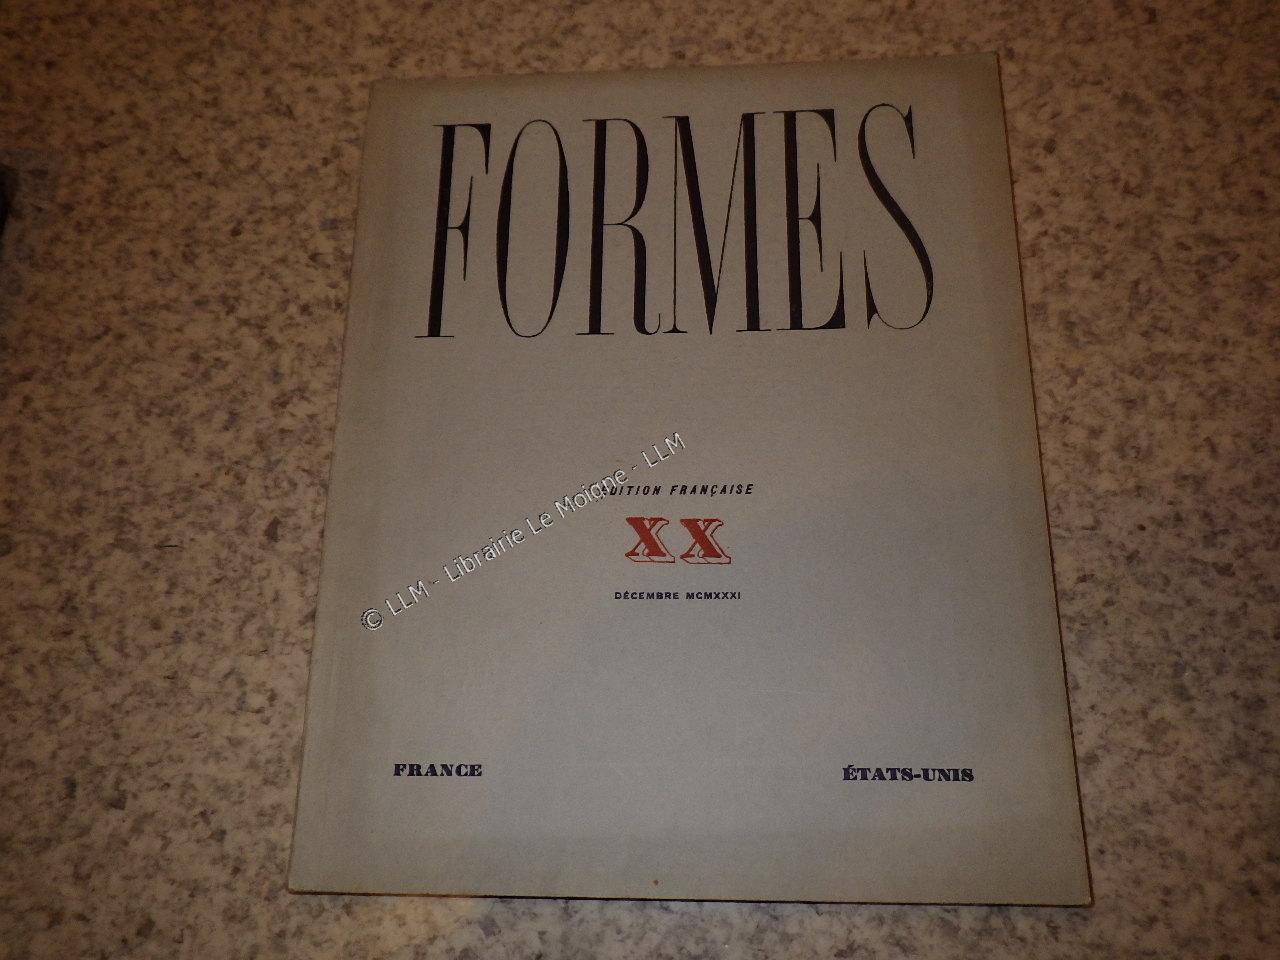 FORMES
ÉDITION FRANÇAISE
XX
DÉCEMBRE MCMXXXI
FRANCE
ÉTATS-UNIS
© LLM - Librairie Le Moigne - LLM